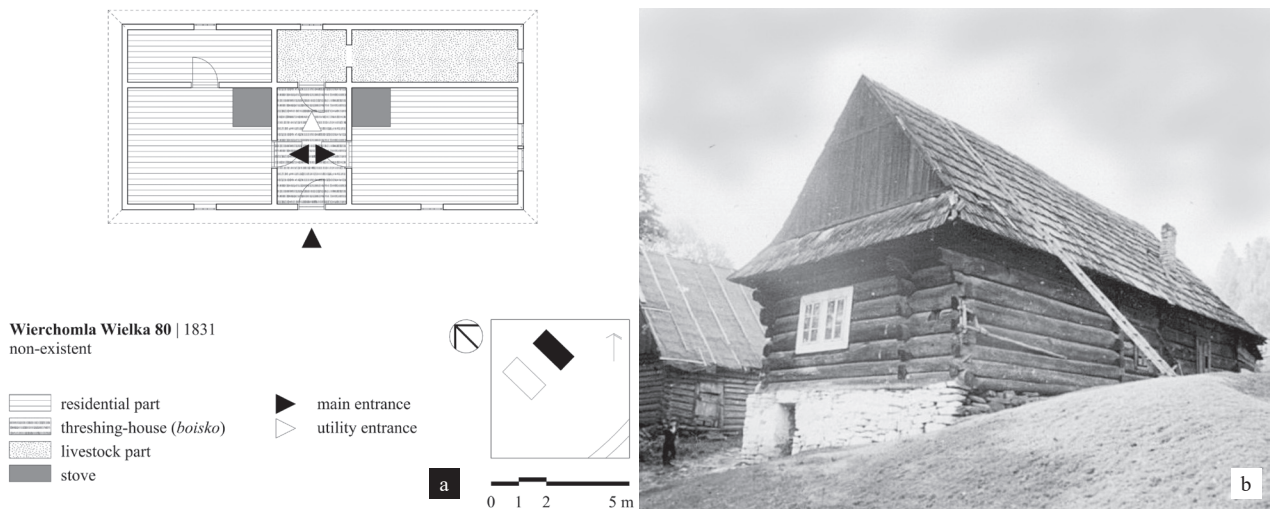 Wierchomla Wielka 80 | 1831
non-existent
residential part
threshing-house (boisko)
livestock part
stove
main entrance
utility entrance
a
0 1 2 5 m
b